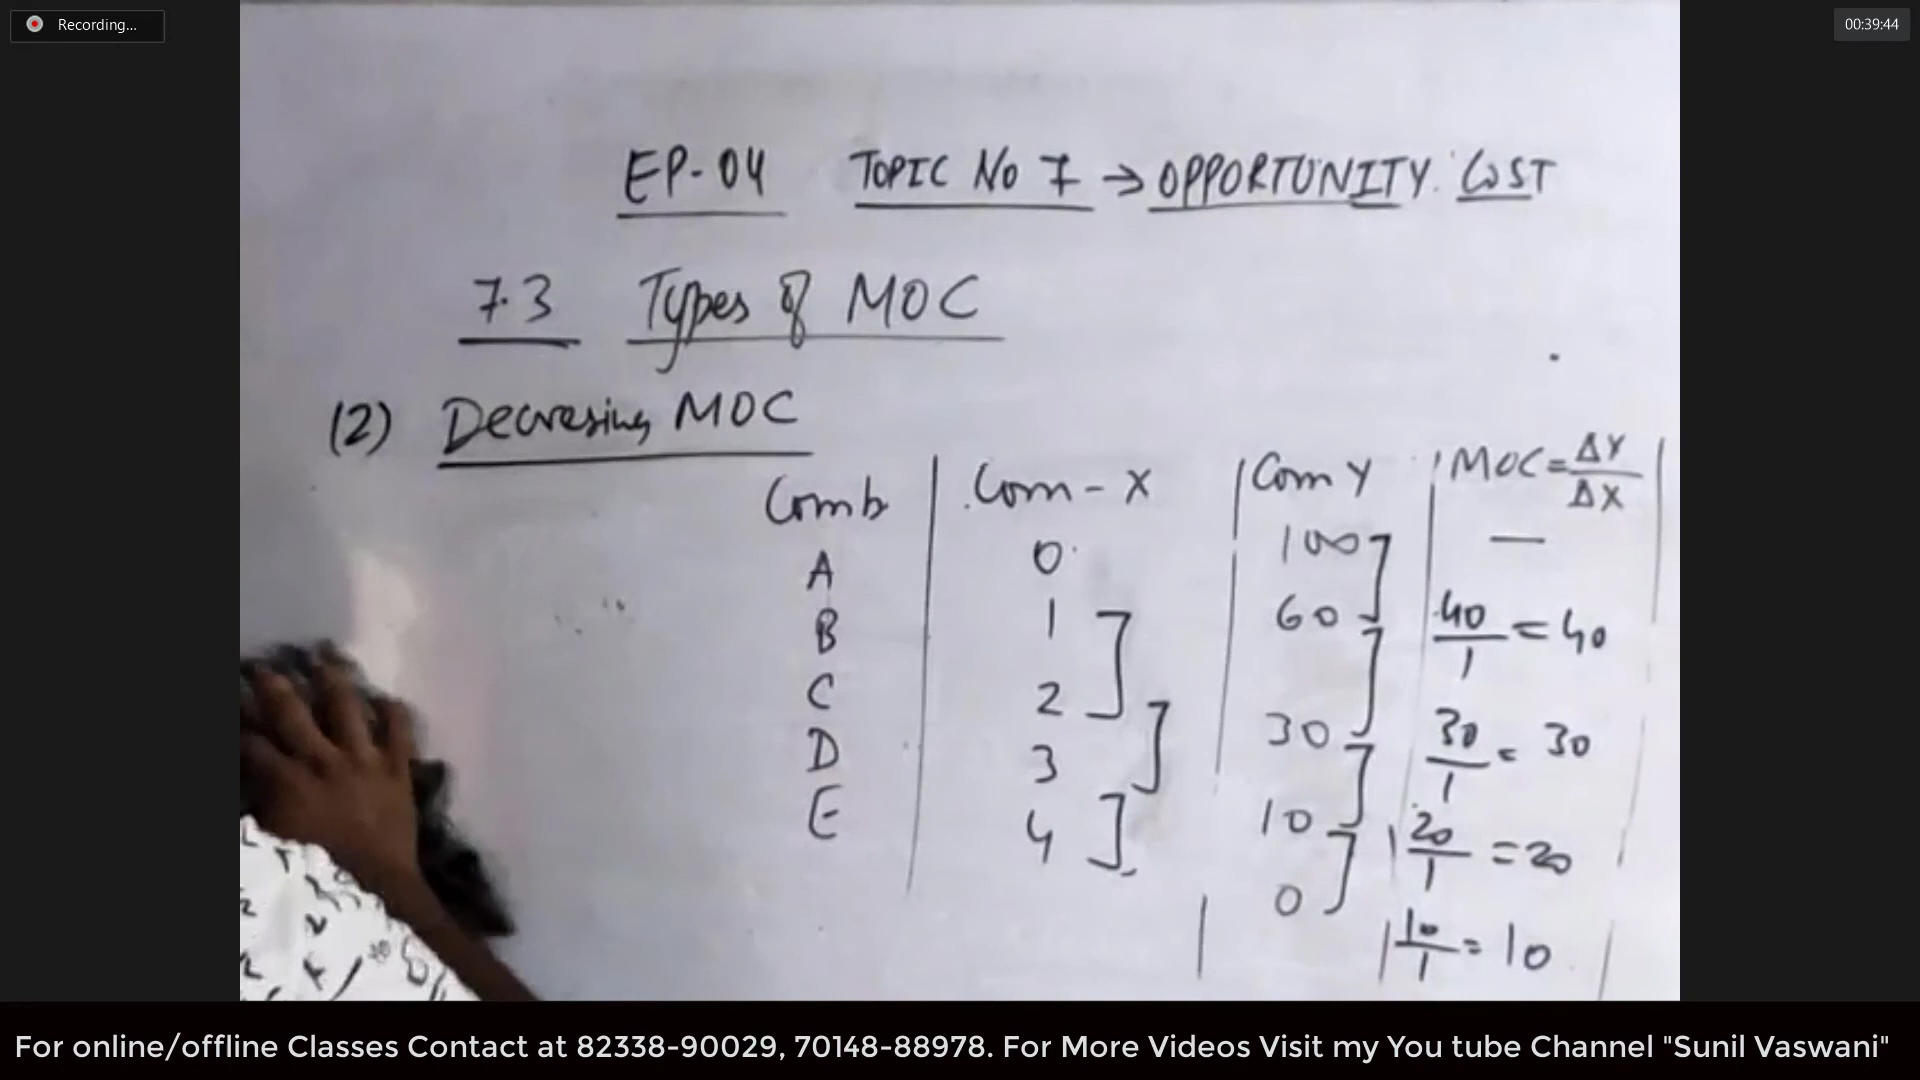 Recording...
00:39:44
EP-04 TOPIC No 7 → OPPORTUNITY COST
7.3 Types of MOC
(2) Decresing MOC
Comb Com - X Com Y MOC = ΔY/ΔX
A 0 100 —
B 1 60 40/1 = 40
C 2 30 30/1 = 30
D 3 10 20/1 = 20
E 4 0 10/1 = 10
For online/offline Classes Contact at 82338-90029, 70148-88978. For More Videos Visit my You tube Channel "Sunil Vaswani"